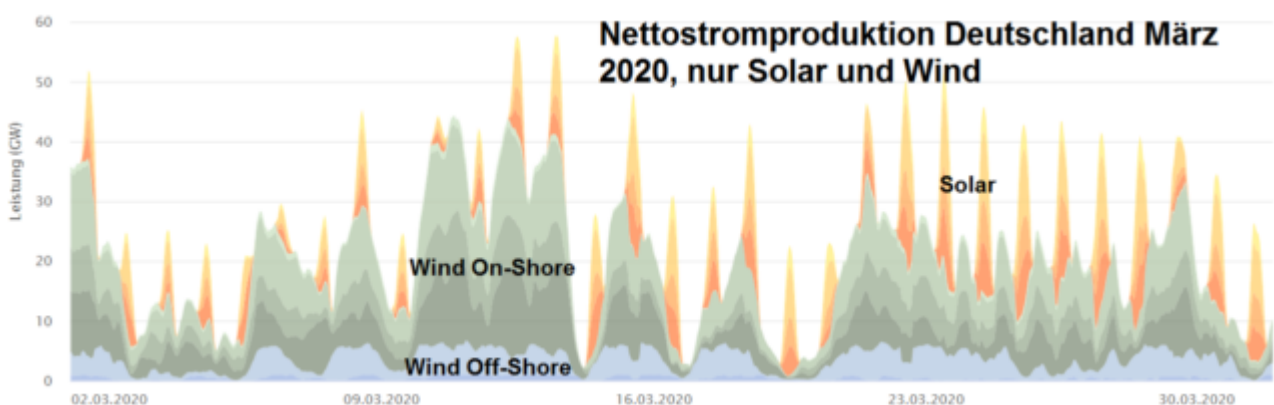 60
Nettostromproduktion Deutschland März
2020, nur Solar und Wind
50
40
Leistung (GW)
30
Solar
20
Wind On-Shore
10
Wind Off-Shore
0
02.03.2020 09.03.2020 16.03.2020 23.03.2020 30.03.2020